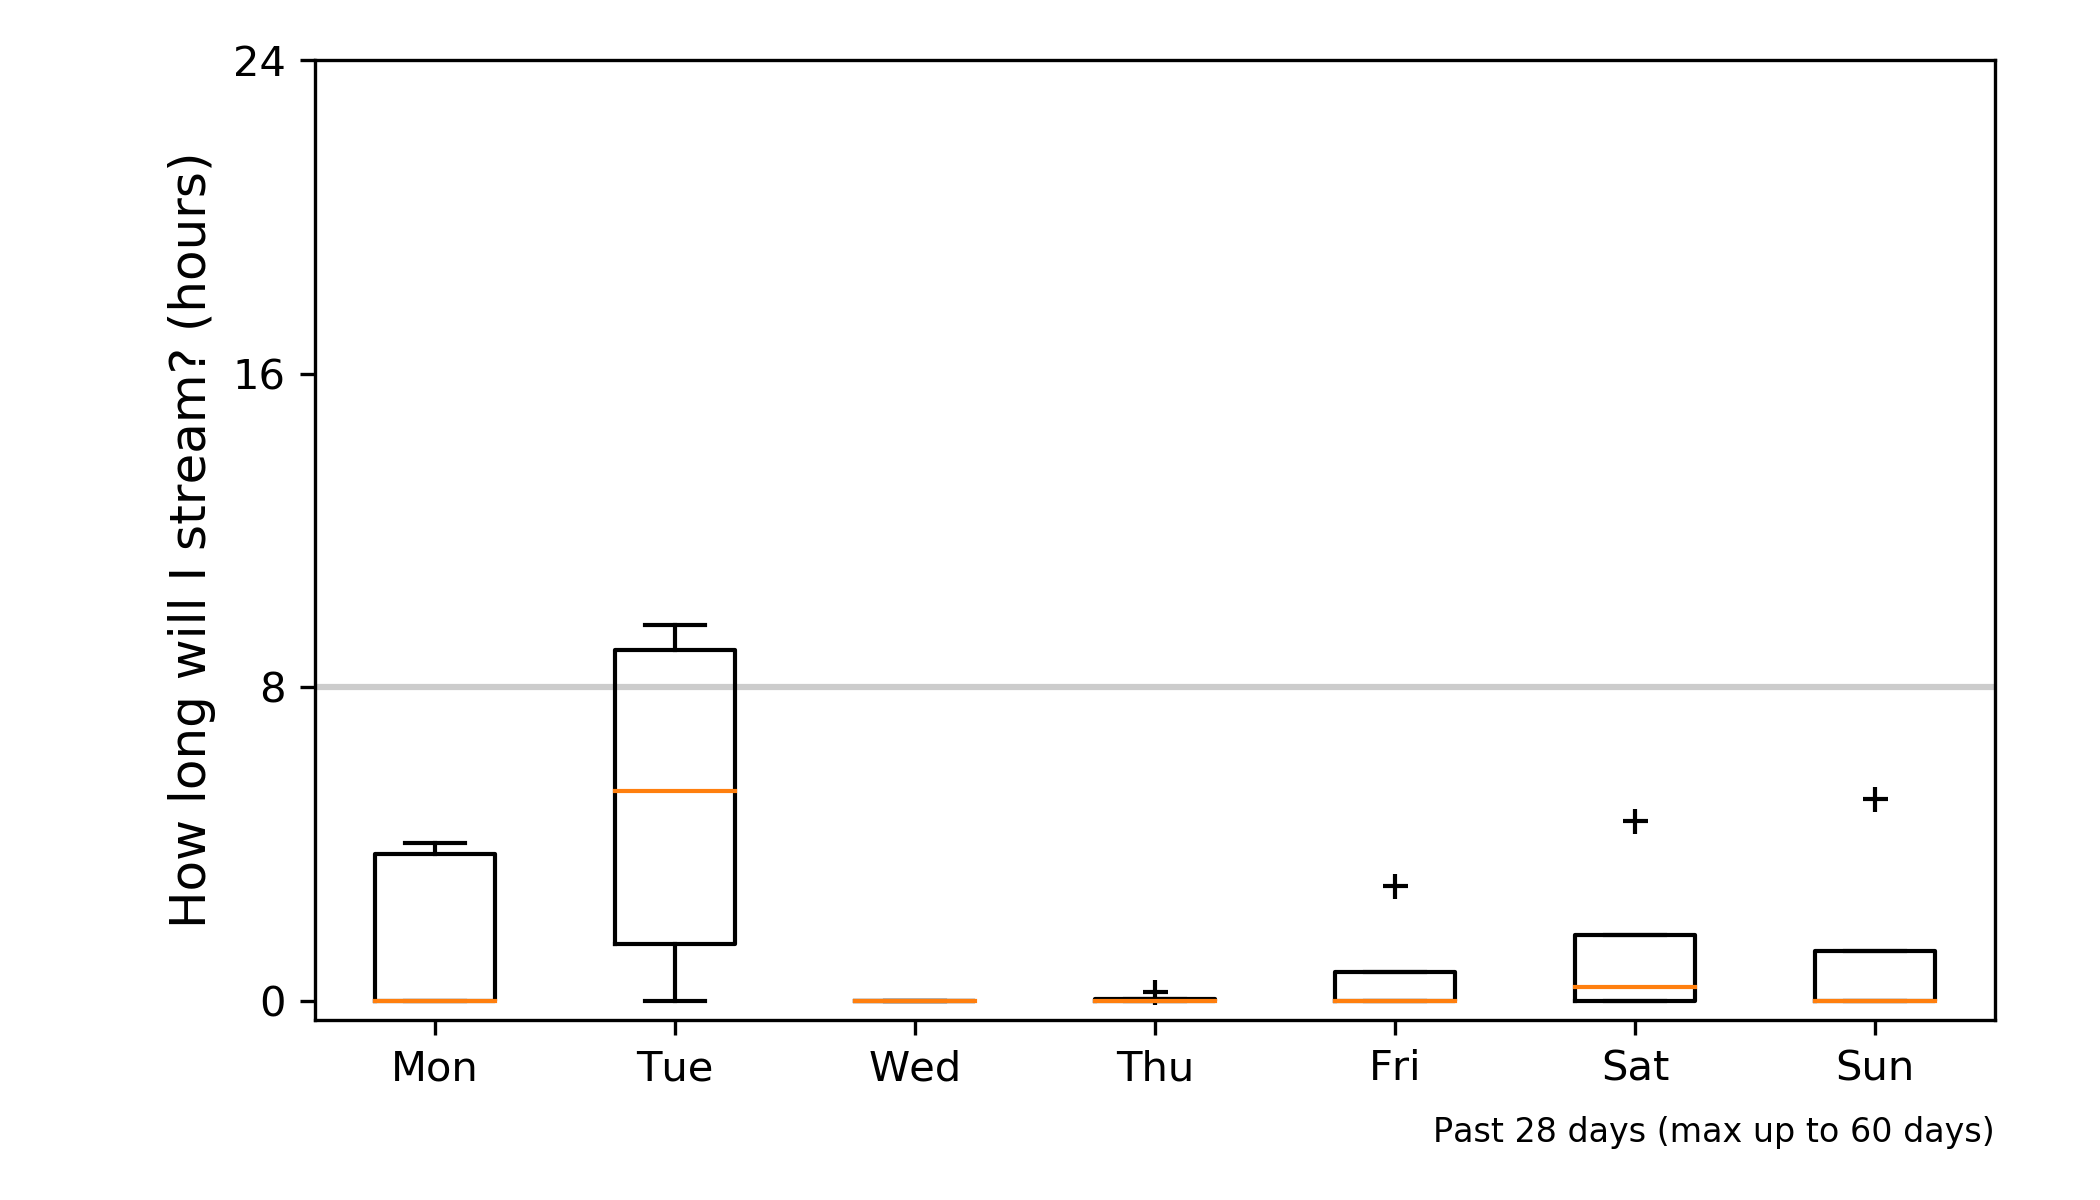 How long will I stream? (hours)
24
16
8
0
Mon Tue Wed Thu Fri Sat Sun
Past 28 days (max up to 60 days)